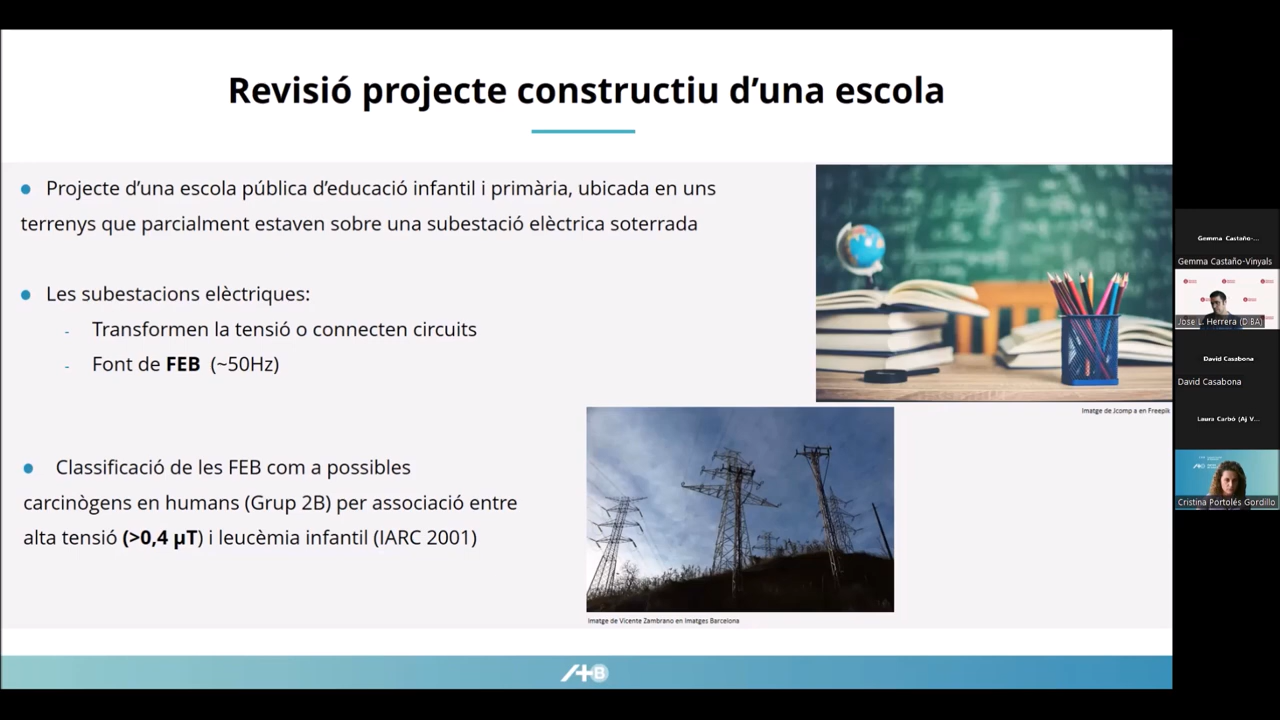 Revisió projecte constructiu d’una escola
Projecte d’una escola pública d’educació infantil i primària, ubicada en uns
terrenys que parcialment estaven sobre una subestació elèctrica soterrada
Les subestacions elèctriques:
- Transformen la tensió o connecten circuits
- Font de FEB (~50Hz)
Classificació de les FEB com a possibles
carcinògens en humans (Grup 2B) per associació entre
alta tensió (>0,4 µT) i leucèmia infantil (IARC 2001)
Imatge de Jcomp a en Freepik
Imatge de Vicente Zambrano en Imatges Barcelona
A+B
Gemma Castaño-...
Gemma Castaño-Vinyals
Jose L. Herrera (DIBA)
David Casabona
David Casabona
Laura Carbó (Aj V...
Cristina Portolés Gordillo